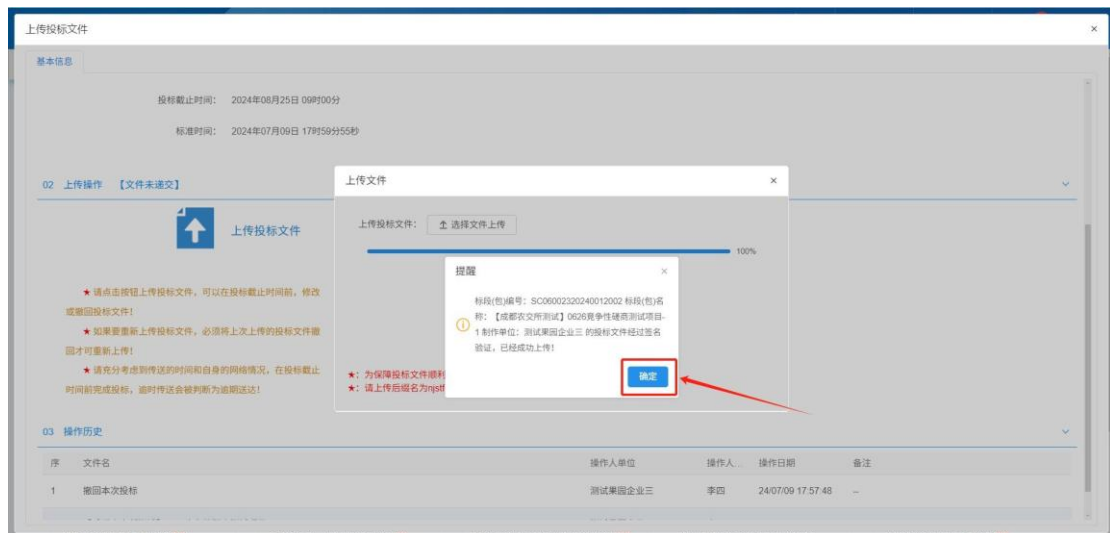 上传投标文件 ×
基本信息
投标截止时间： 2024年08月25日 09时00分
标准时间： 2024年07月09日 17时59分55秒
02 上传操作 【文件未递交】
上传投标文件
★ 请点击按钮上传投标文件，可以在投标截止时间前，修改
或撤回投标文件！
★ 如果要重新上传投标文件，必须将上次上传的投标文件撤
回才可重新上传！
★ 请充分考虑到传送的时间和自身的网络情况，在投标截止
时间前完成投标，逾时传送会被判断为逾期送达！
上传文件 ×
上传投标文件： 选择文件上传
100%
提醒 ×
标段(包)编号：SC06002320240012002 标段(包)名
称：【成都农交所测试】0626竞争性磋商测试项目-
1 制作单位：测试果园企业三 的投标文件经过签名
验证，已经成功上传！
确定
★：为保障投标文件顺利
★：请上传后缀名为njstf
03 操作历史
序 文件名 操作人单位 操作人... 操作日期 备注
1 撤回本次投标 测试果园企业三 李四 24/07/09 17:57:48 --